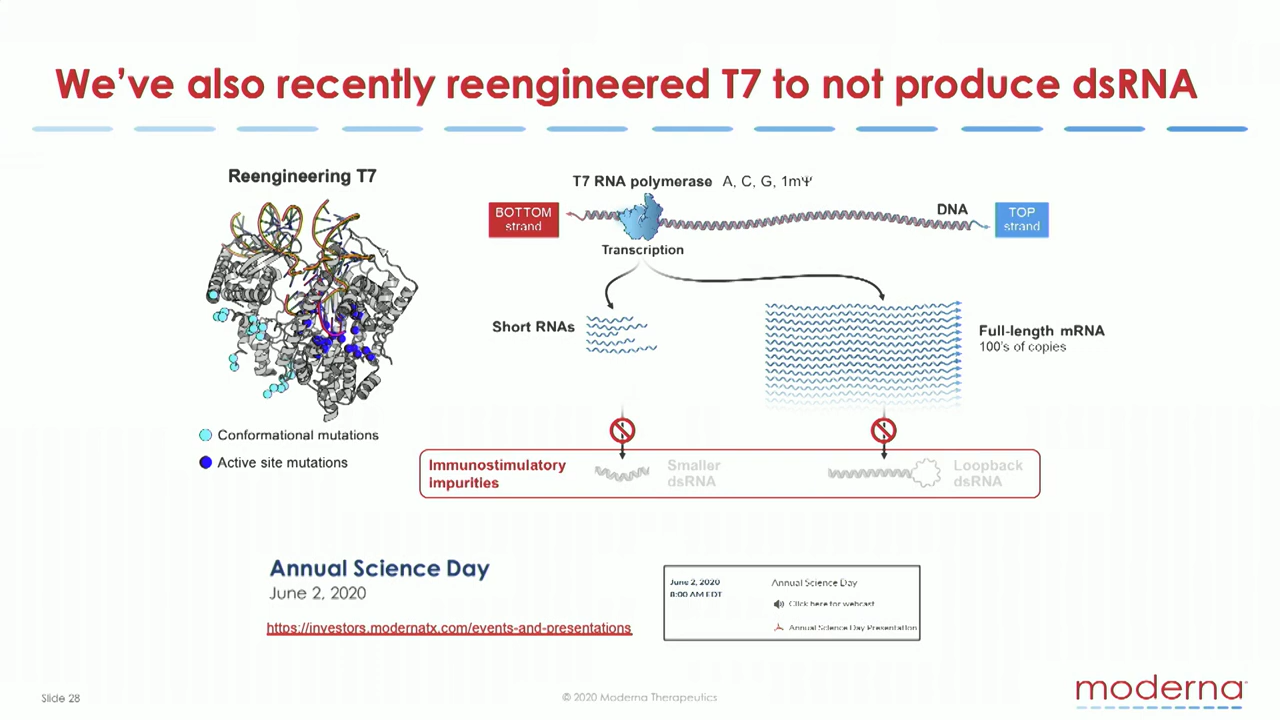 We've also recently reengineered T7 to not produce dsRNA
Reengineering T7
T7 RNA polymerase A, C, G, 1mΨ
BOTTOM
strand
DNA
TOP
strand
Transcription
Short RNAs
Full-length mRNA
100's of copies
Conformational mutations
Active site mutations
Immunostimulatory
impurities
Smaller
dsRNA
Loopback
dsRNA
Annual Science Day
June 2, 2020
https://investors.modernatx.com/events-and-presentations
June 2, 2020
8:00 AM EDT
Annual Science Day
Click here for webcast
Annual Science Day Presentation
Slide 28
© 2020 Moderna Therapeutics
moderna